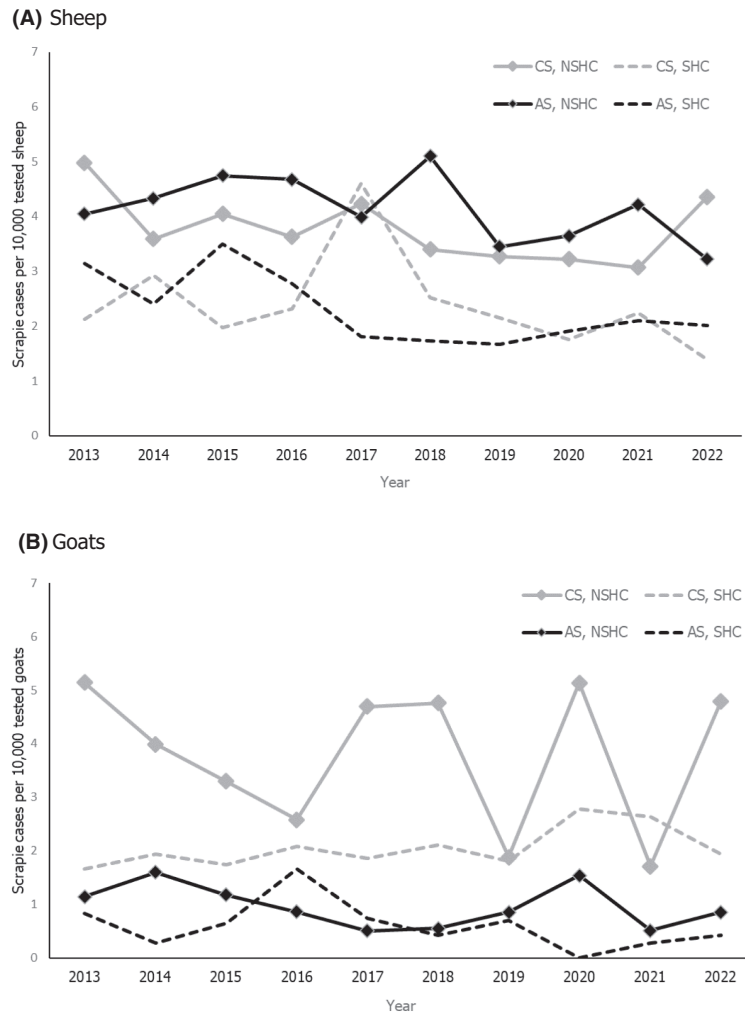 (A) Sheep
CS, NSHC CS, SHC
AS, NSHC AS, SHC
Scrapie cases per 10,000 tested sheep
7
6
5
4
3
2
1
0
2013 2014 2015 2016 2017 2018 2019 2020 2021 2022
Year
(B) Goats
CS, NSHC CS, SHC
AS, NSHC AS, SHC
Scrapie cases per 10,000 tested goats
7
6
5
4
3
2
1
0
2013 2014 2015 2016 2017 2018 2019 2020 2021 2022
Year